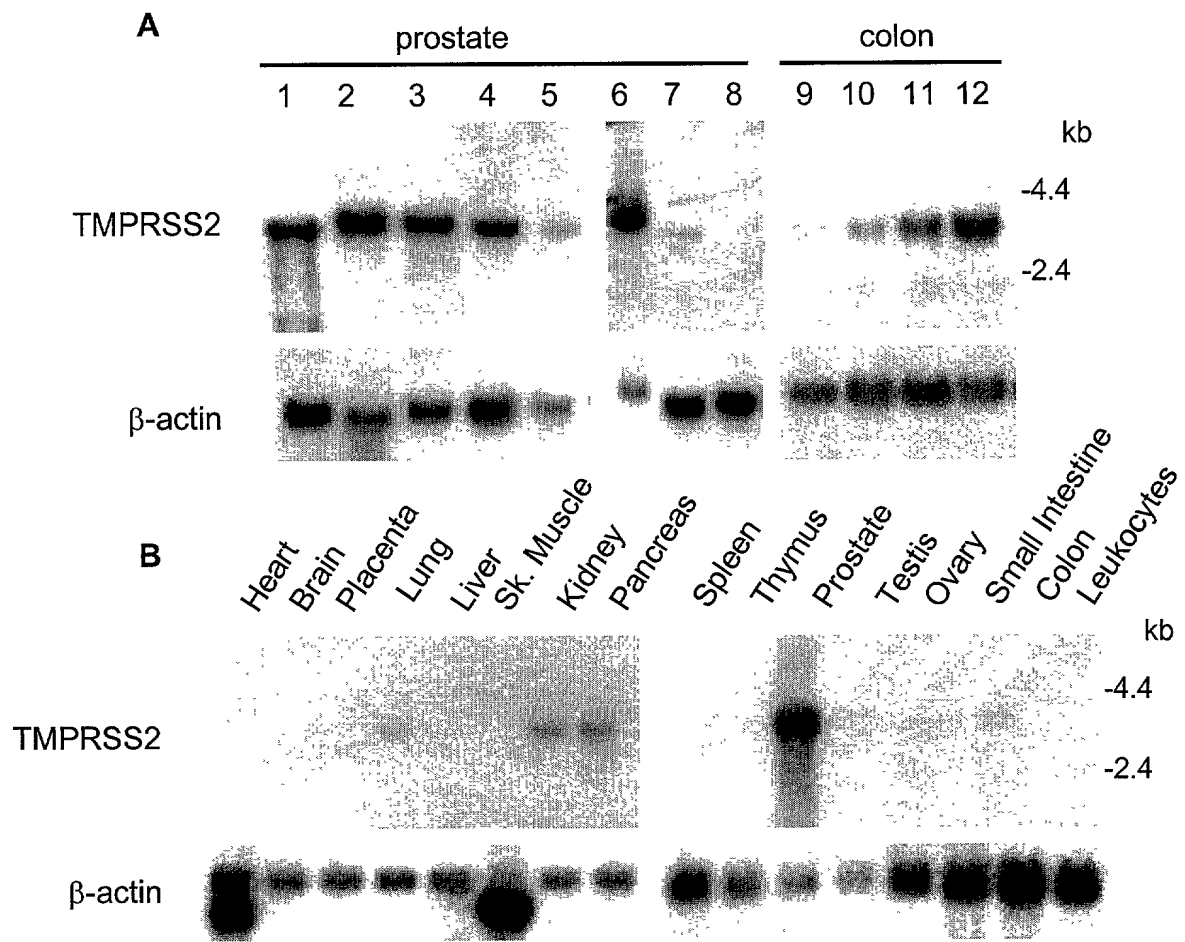 A
prostate
colon
1 2 3 4 5 6 7 8 9 10 11 12
kb
-4.4
TMPRSS2
-2.4
β-actin
B
Heart
Brain
Placenta
Lung
Liver
Sk. Muscle
Kidney
Pancreas
Spleen
Thymus
Prostate
Testis
Ovary
Small Intestine
Colon
Leukocytes
kb
-4.4
TMPRSS2
-2.4
β-actin